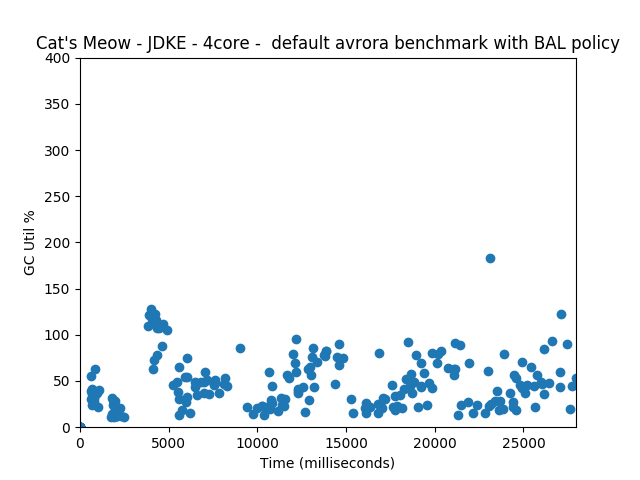 Cat's Meow - JDKE - 4core -  default avrora benchmark with BAL policy
400
350
300
250
200
150
100
50
0
GC Util %
0 5000 10000 15000 20000 25000
Time (milliseconds)